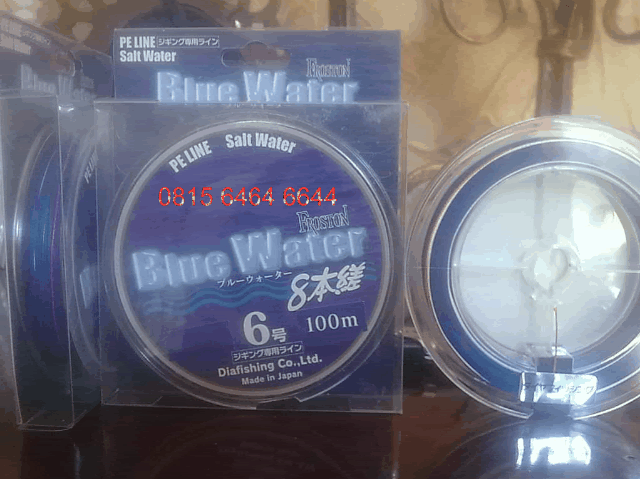 PE LINE ジギング専用ライン
Salt Water
FROSTON
Blue Water
PE LINE Salt Water
0815 6464 6644
FROSTON
Blue Water
ブルーウォーター
8本縒
6号 100m
ジギング専用ライン
Diafishing Co.,Ltd.
Made in Japan